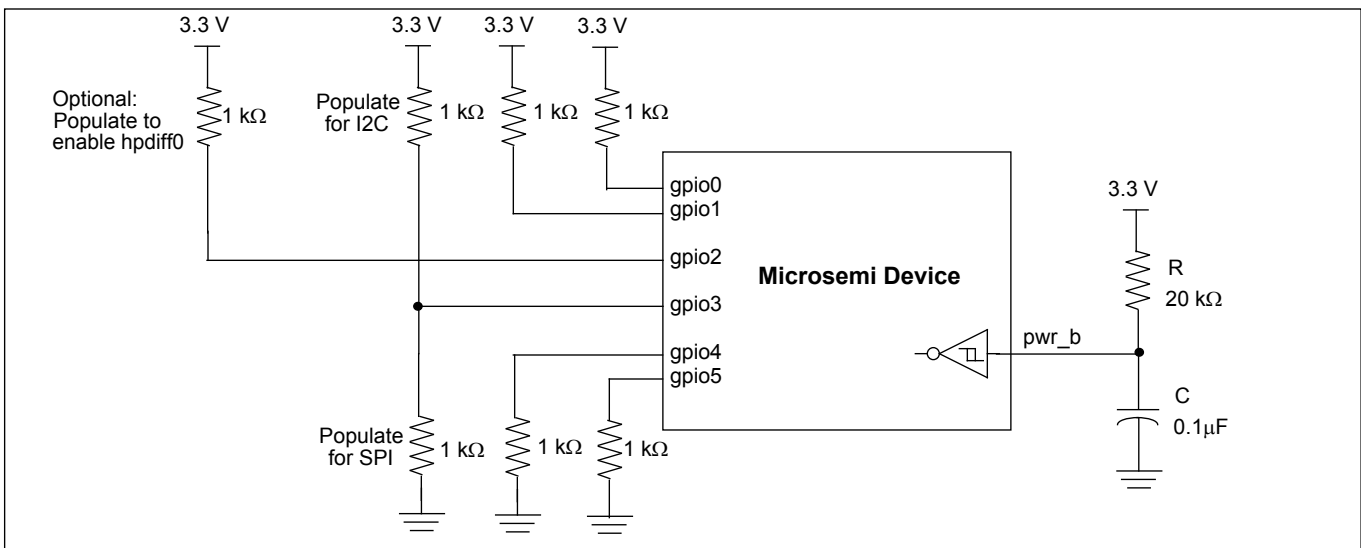 3.3 V
3.3 V
3.3 V
3.3 V
Optional:
Populate to
enable hpdiff0
1 kΩ
Populate
for I2C
1 kΩ
1 kΩ
1 kΩ
gpio0
gpio1
gpio2
gpio3
gpio4
gpio5
Microsemi Device
pwr_b
3.3 V
R
20 kΩ
C
0.1μF
Populate
for SPI
1 kΩ
1 kΩ
1 kΩ